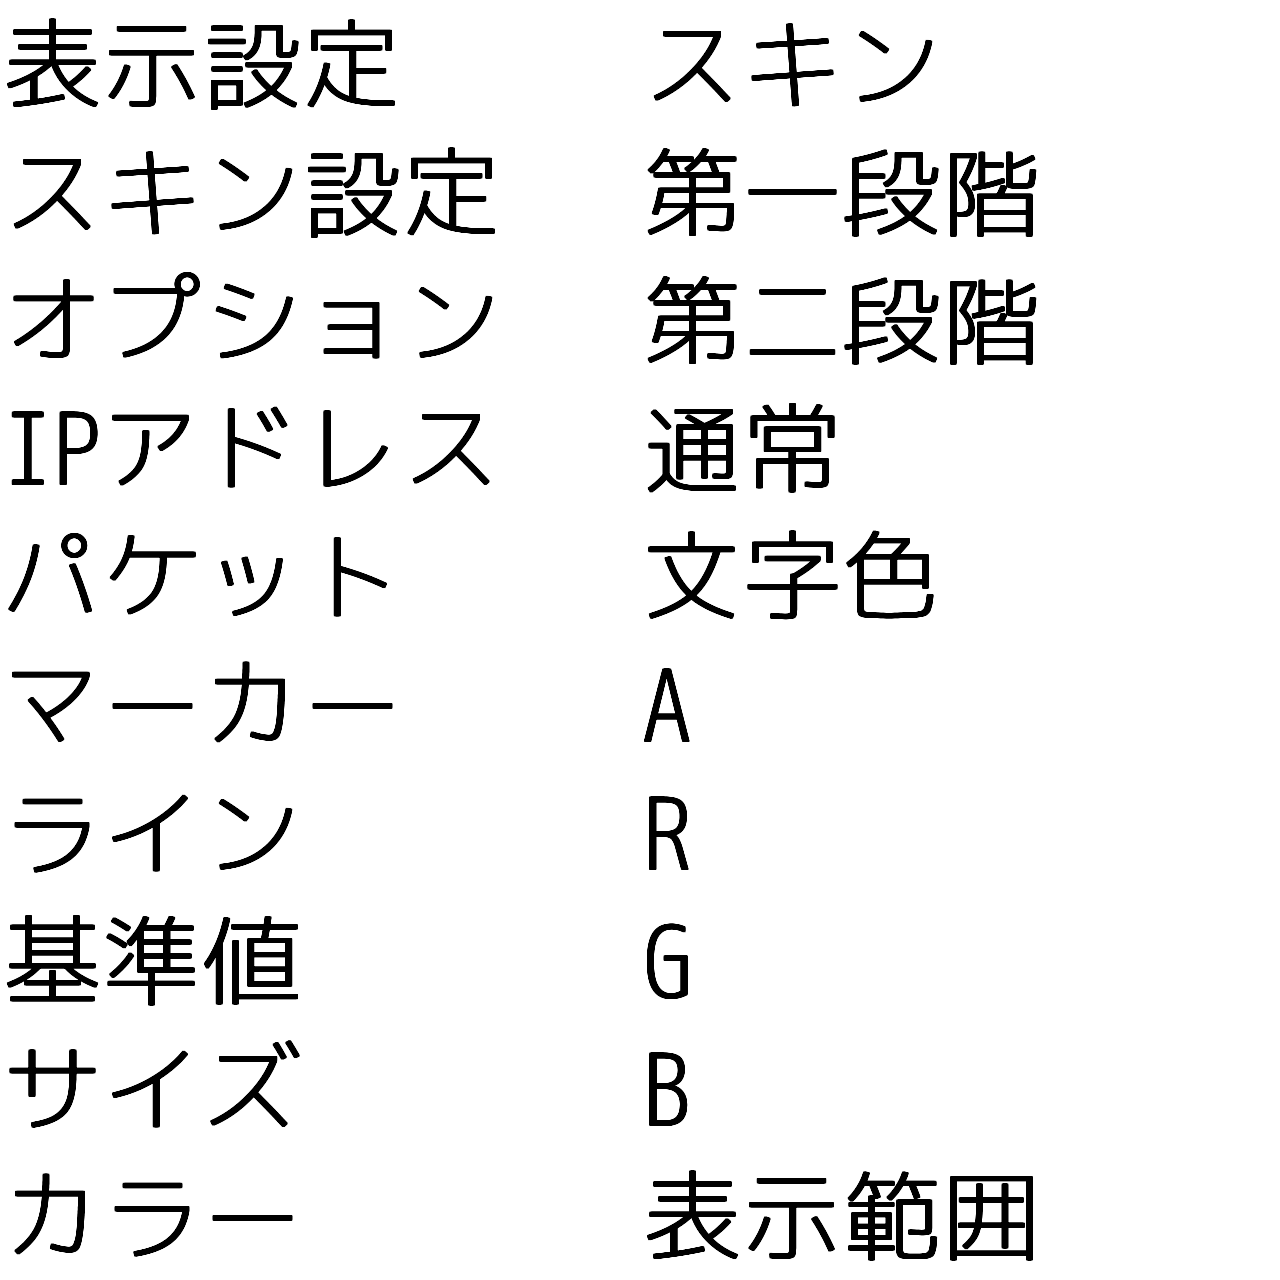 表示設定
スキン設定
オプション
IPアドレス
パケット
マーカー
ライン
基準値
サイズ
カラー
スキン
第一段階
第二段階
通常
文字色
A
R
G
B
表示範囲